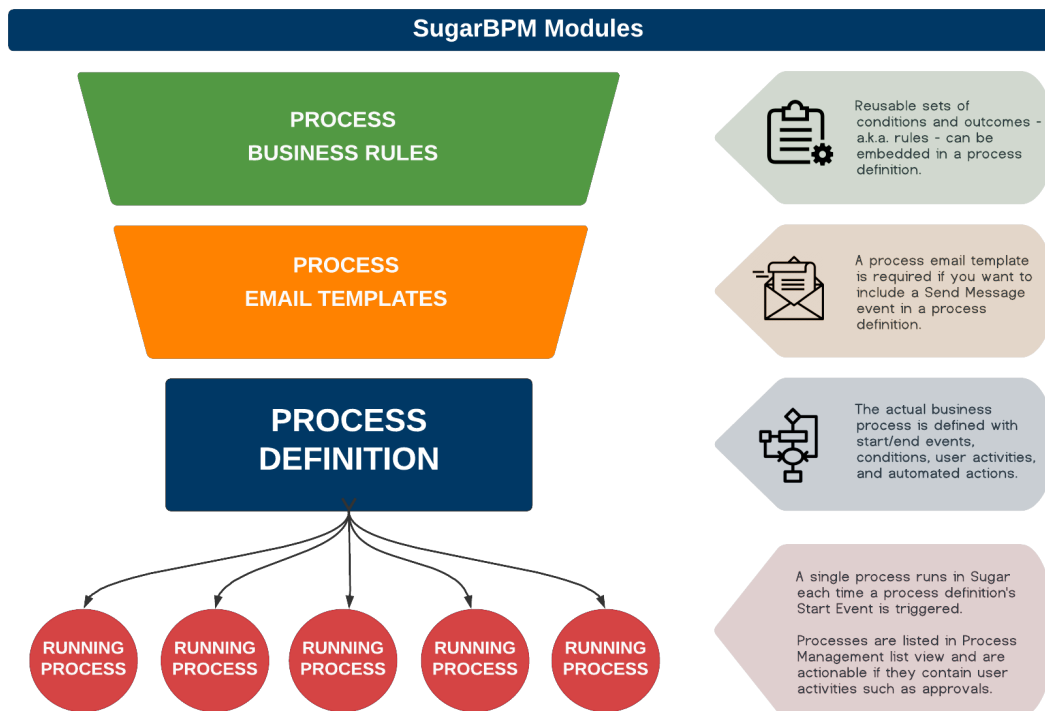 SugarBPM Modules
PROCESS
BUSINESS RULES
Reusable sets of
conditions and outcomes -
a.k.a. rules - can be
embedded in a process
definition.
PROCESS
EMAIL TEMPLATES
A process email template
is required if you want to
include a Send Message
event in a process
definition.
PROCESS
DEFINITION
The actual business
process is defined with
start/end events,
conditions, user activities,
and automated actions.
RUNNING
PROCESS
RUNNING
PROCESS
RUNNING
PROCESS
RUNNING
PROCESS
RUNNING
PROCESS
A single process runs in Sugar
each time a process definition's
Start Event is triggered.
Processes are listed in Process
Management list view and are
actionable if they contain user
activities such as approvals.